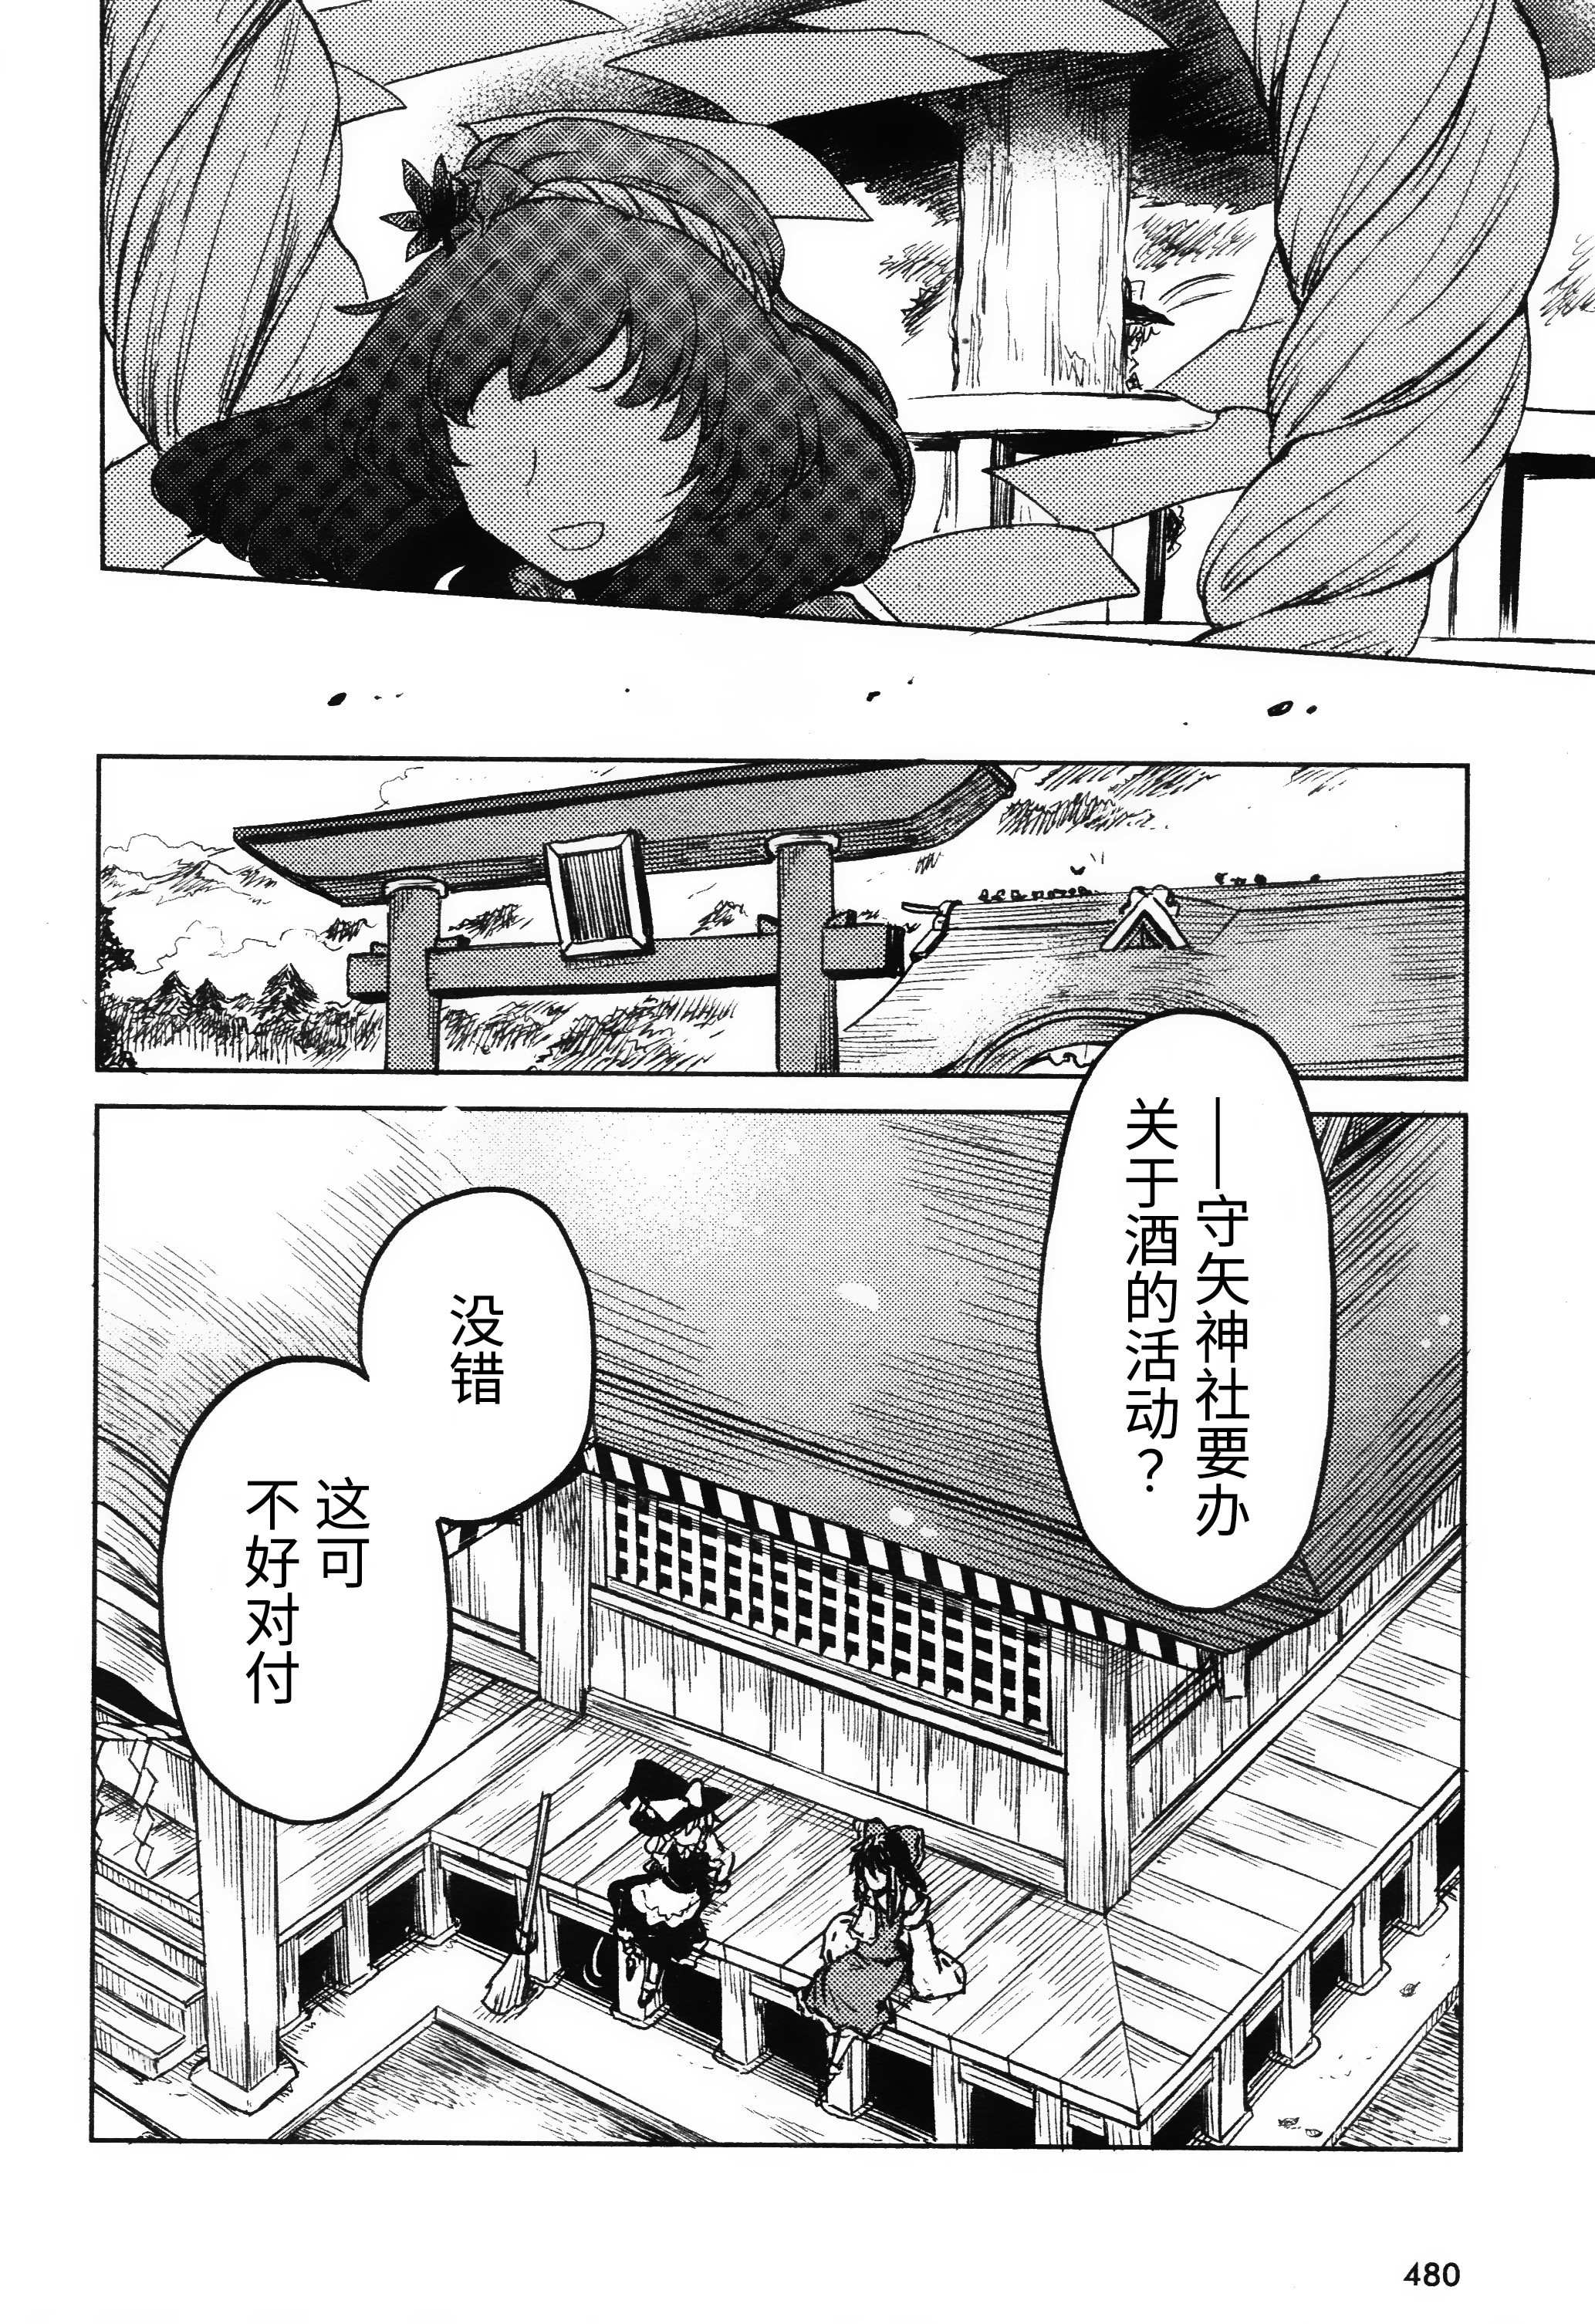 ——守矢神社要办
关于酒的活动？
没错
这可
不好对付
480